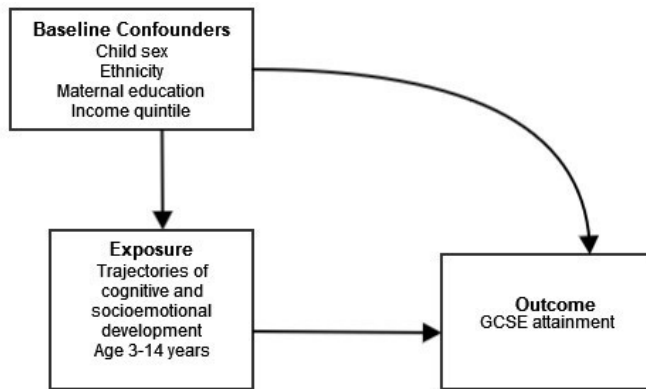 Baseline Confounders
Child sex
Ethnicity
Maternal education
Income quintile
Exposure
Trajectories of
cognitive and
socioemotional
development
Age 3-14 years
Outcome
GCSE attainment